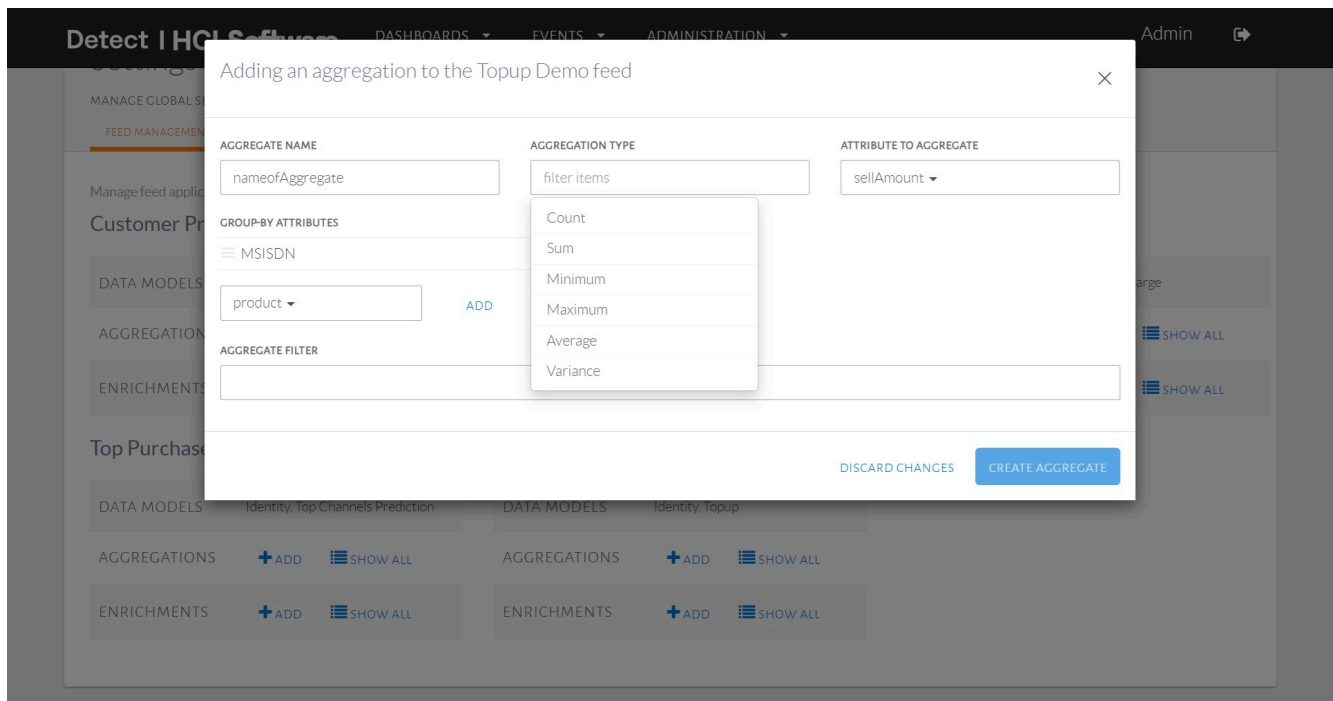 Detect | HCLSoftware DASHBOARDS EVENTS ADMINISTRATION Admin
Settings
MANAGE GLOBAL SE
FEED MANAGEMEN
Adding an aggregation to the Topup Demo feed
AGGREGATE NAME AGGREGATION TYPE ATTRIBUTE TO AGGREGATE
nameofAggregate filter items sellAmount
Count
Sum
Minimum
Maximum
Average
Variance
GROUP-BY ATTRIBUTES
MSISDN
product ADD
AGGREGATE FILTER
DISCARD CHANGES CREATE AGGREGATE
Manage feed applic
Customer Pr
DATA MODELS arge
AGGREGATION SHOW ALL
ENRICHMENTS SHOW ALL
Top Purchase
DATA MODELS Identity, Top Channels Prediction DATA MODELS Identity, Topup
AGGREGATIONS ADD SHOW ALL AGGREGATIONS ADD SHOW ALL
ENRICHMENTS ADD SHOW ALL ENRICHMENTS ADD SHOW ALL